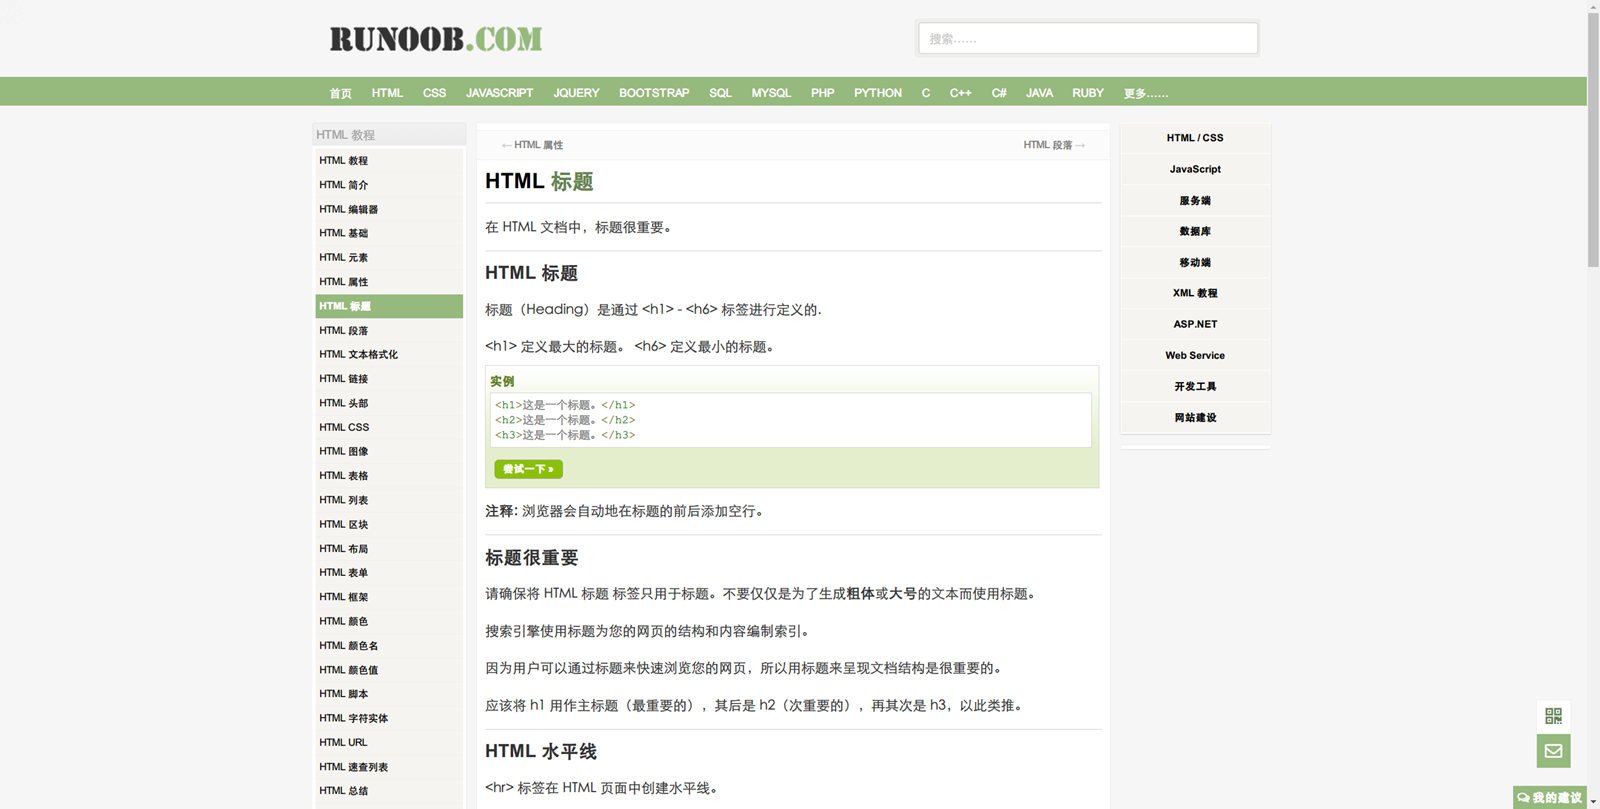 RUNOOB.COM
搜索......
首页 HTML CSS JAVASCRIPT JQUERY BOOTSTRAP SQL MYSQL PHP PYTHON C C++ C# JAVA RUBY 更多......
HTML 教程
HTML 教程
HTML 简介
HTML 编辑器
HTML 基础
HTML 元素
HTML 属性
HTML 标题
HTML 段落
HTML 文本格式化
HTML 链接
HTML 头部
HTML CSS
HTML 图像
HTML 表格
HTML 列表
HTML 区块
HTML 布局
HTML 表单
HTML 框架
HTML 颜色
HTML 颜色名
HTML 颜色值
HTML 脚本
HTML 字符实体
HTML URL
HTML 速查列表
HTML 总结
← HTML 属性 HTML 段落 →
HTML 标题
在 HTML 文档中，标题很重要。
HTML 标题
标题（Heading）是通过 <h1> - <h6> 标签进行定义的.
<h1> 定义最大的标题。 <h6> 定义最小的标题。
实例
<h1>这是一个标题。</h1>
<h2>这是一个标题。</h2>
<h3>这是一个标题。</h3>
尝试一下 »
注释: 浏览器会自动地在标题的前后添加空行。
标题很重要
请确保将 HTML 标题 标签只用于标题。不要仅仅是为了生成粗体或大号的文本而使用标题。
搜索引擎使用标题为您的网页的结构和内容编制索引。
因为用户可以通过标题来快速浏览您的网页，所以用标题来呈现文档结构是很重要的。
应该将 h1 用作主标题（最重要的），其后是 h2（次重要的），再其次是 h3，以此类推。
HTML 水平线
<hr> 标签在 HTML 页面中创建水平线。
HTML / CSS
JavaScript
服务端
数据库
移动端
XML 教程
ASP.NET
Web Service
开发工具
网站建设
我的建议